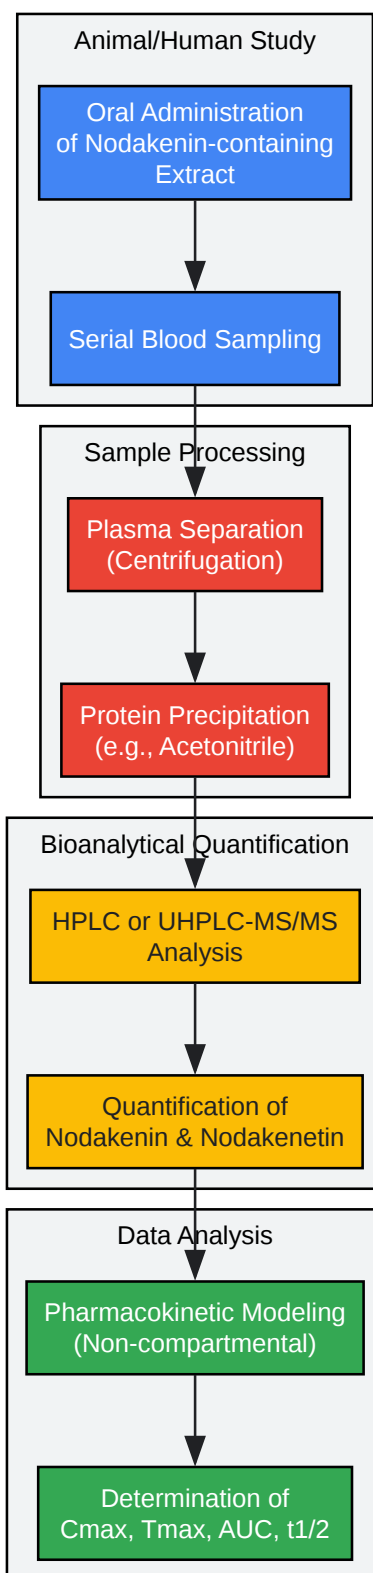 Animal/Human Study
Oral Administration
of Nodakenin-containing
Extract
Serial Blood Sampling
Sample Processing
Plasma Separation
(Centrifugation)
Protein Precipitation
(e.g., Acetonitrile)
Bioanalytical Quantification
HPLC or UHPLC-MS/MS
Analysis
Quantification of
Nodakenin & Nodakenetin
Data Analysis
Pharmacokinetic Modeling
(Non-compartmental)
Determination of
Cmax, Tmax, AUC, t1/2